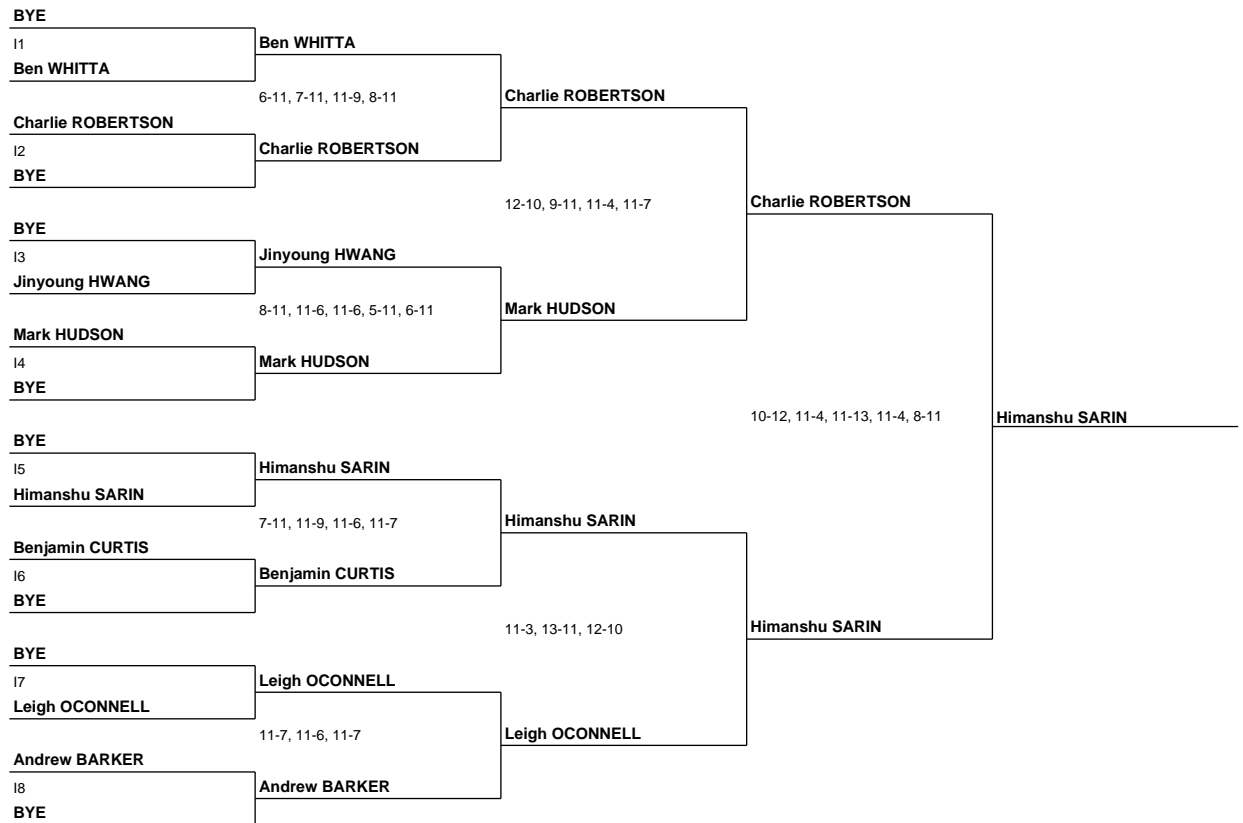 BYE
I1
Ben WHITTA
Ben WHITTA
6-11, 7-11, 11-9, 8-11
Charlie ROBERTSON
Charlie ROBERTSON
I2
Charlie ROBERTSON
BYE
12-10, 9-11, 11-4, 11-7
Charlie ROBERTSON
BYE
I3
Jinyoung HWANG
Jinyoung HWANG
8-11, 11-6, 11-6, 5-11, 6-11
Mark HUDSON
Mark HUDSON
I4
Mark HUDSON
BYE
10-12, 11-4, 11-13, 11-4, 8-11
Himanshu SARIN
BYE
I5
Himanshu SARIN
Himanshu SARIN
7-11, 11-9, 11-6, 11-7
Himanshu SARIN
Benjamin CURTIS
I6
Benjamin CURTIS
BYE
11-3, 13-11, 12-10
Himanshu SARIN
BYE
I7
Leigh OCONNELL
Leigh OCONNELL
11-7, 11-6, 11-7
Leigh OCONNELL
Andrew BARKER
I8
Andrew BARKER
BYE